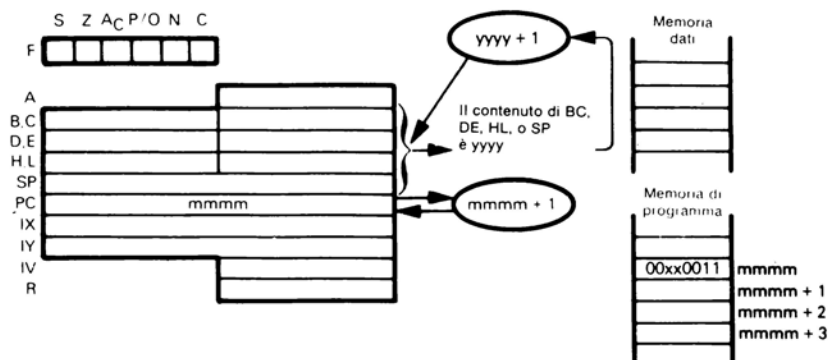 S Z AC P/O N C
F
A
B,C
D,E
H,L
SP
PC
IX
IY
IV
R
mmmm
yyyy + 1
Il contenuto di BC,
DE, HL, o SP
è yyyy
mmmm + 1
Memoria
dati
Memoria di
programma
00xx0011 mmmm
mmmm + 1
mmmm + 2
mmmm + 3